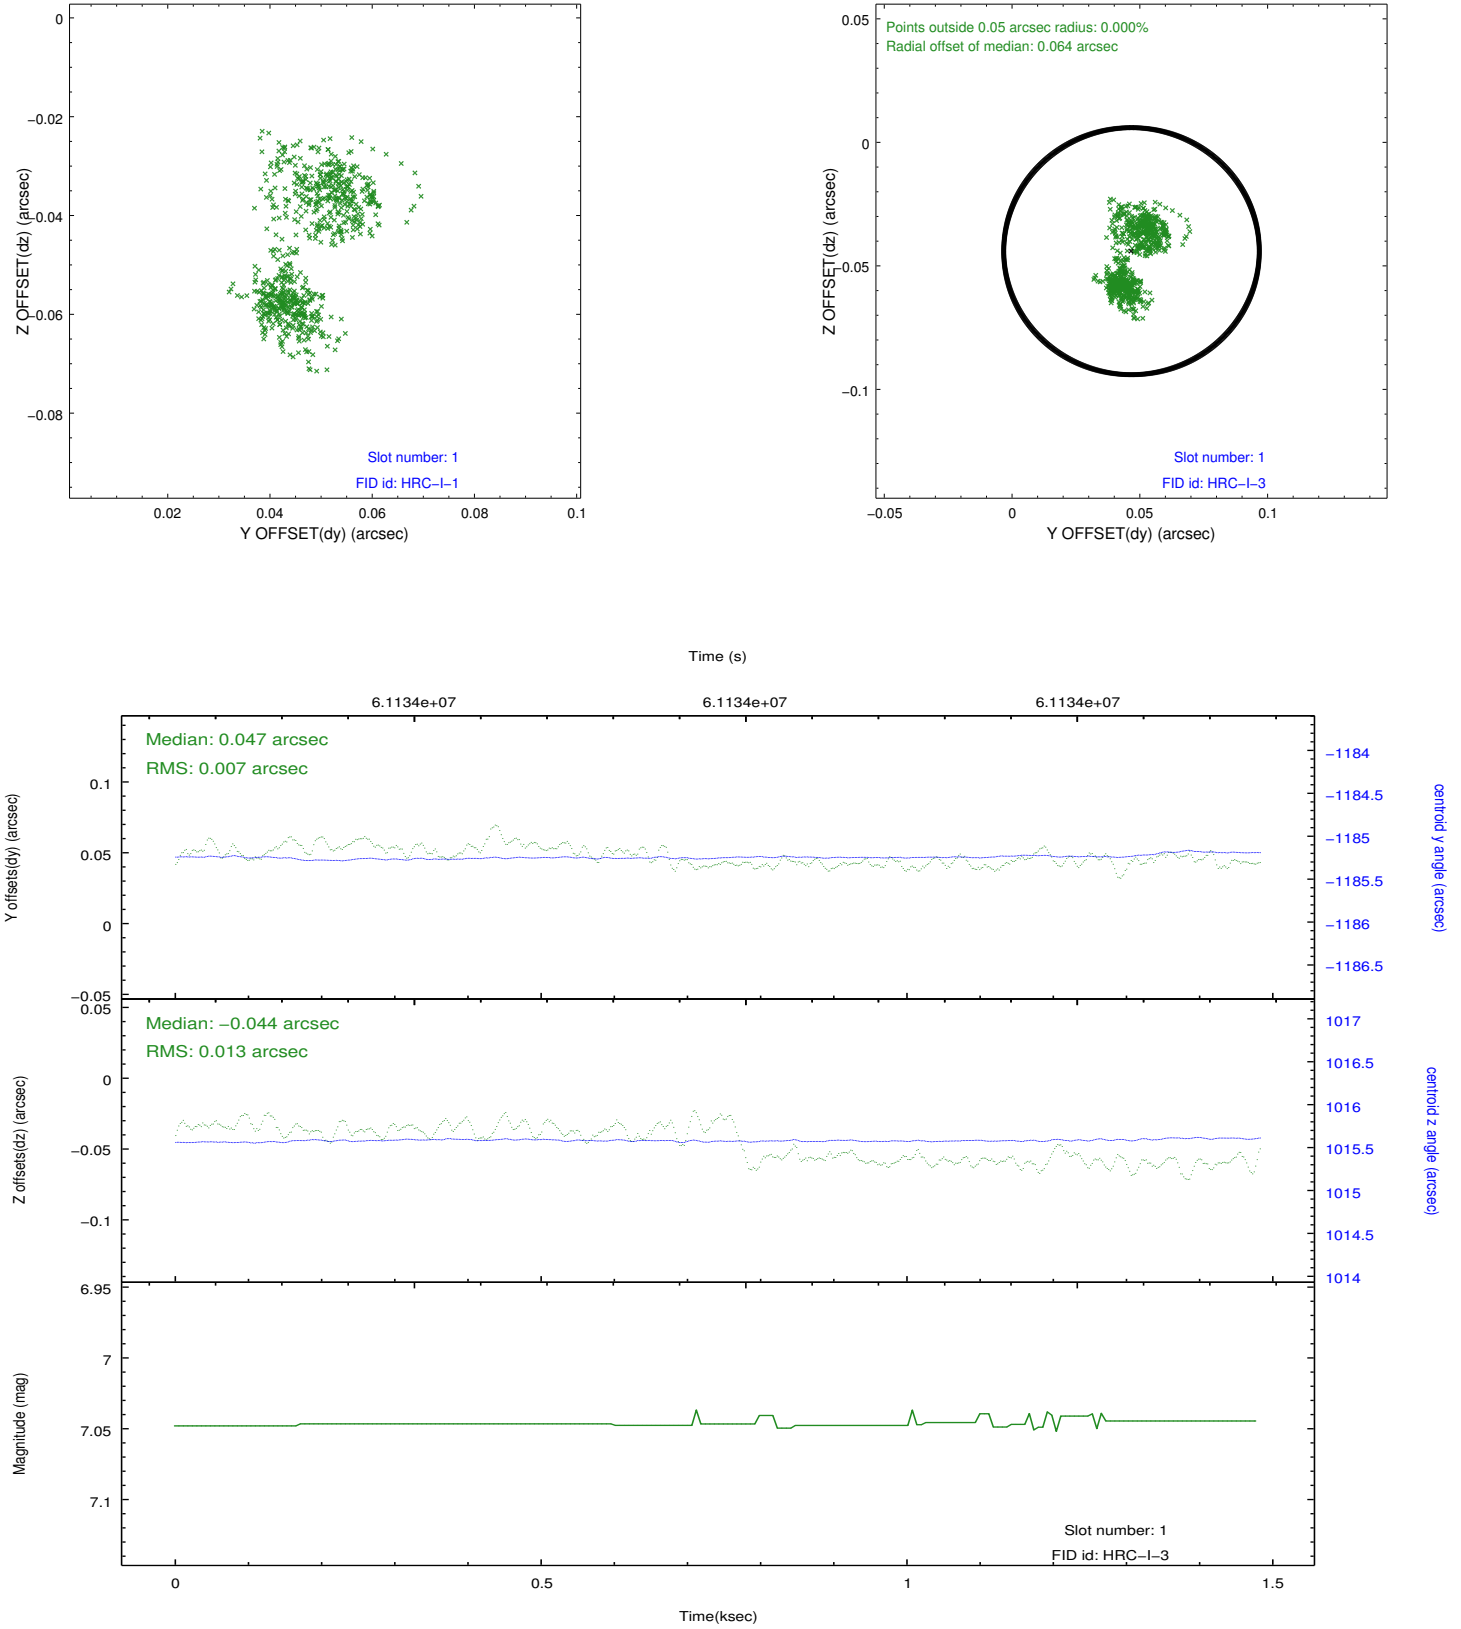 0
−0.02
−0.04
−0.06
−0.08
Z OFFSET(dz) (arcsec)
0.02
0.04
0.06
0.08
0.1
Y OFFSET(dy) (arcsec)
Slot number: 1
FID id: HRC−I−1
Points outside 0.05 arcsec radius: 0.000%
Radial offset of median: 0.064 arcsec
0.05
0
−0.05
−0.1
Z OFFSET(dz) (arcsec)
−0.05
0
0.05
0.1
Y OFFSET(dy) (arcsec)
Slot number: 1
FID id: HRC−I−3
Time (s)
6.1134e+07
6.1134e+07
6.1134e+07
Median: 0.047 arcsec
RMS: 0.007 arcsec
0.1
0.05
0
−0.05
Y offsets(dy) (arcsec)
−1184
−1184.5
−1185
−1185.5
−1186
−1186.5
centroid y angle (arcsec)
Median: −0.044 arcsec
RMS: 0.013 arcsec
0.05
0
−0.05
−0.1
Z offsets(dz) (arcsec)
1017
1016.5
1016
1015.5
1015
1014.5
1014
centroid z angle (arcsec)
6.95
7
7.05
7.1
Magnitude (mag)
Slot number: 1
FID id: HRC−I−3
0
0.5
1
1.5
Time(ksec)